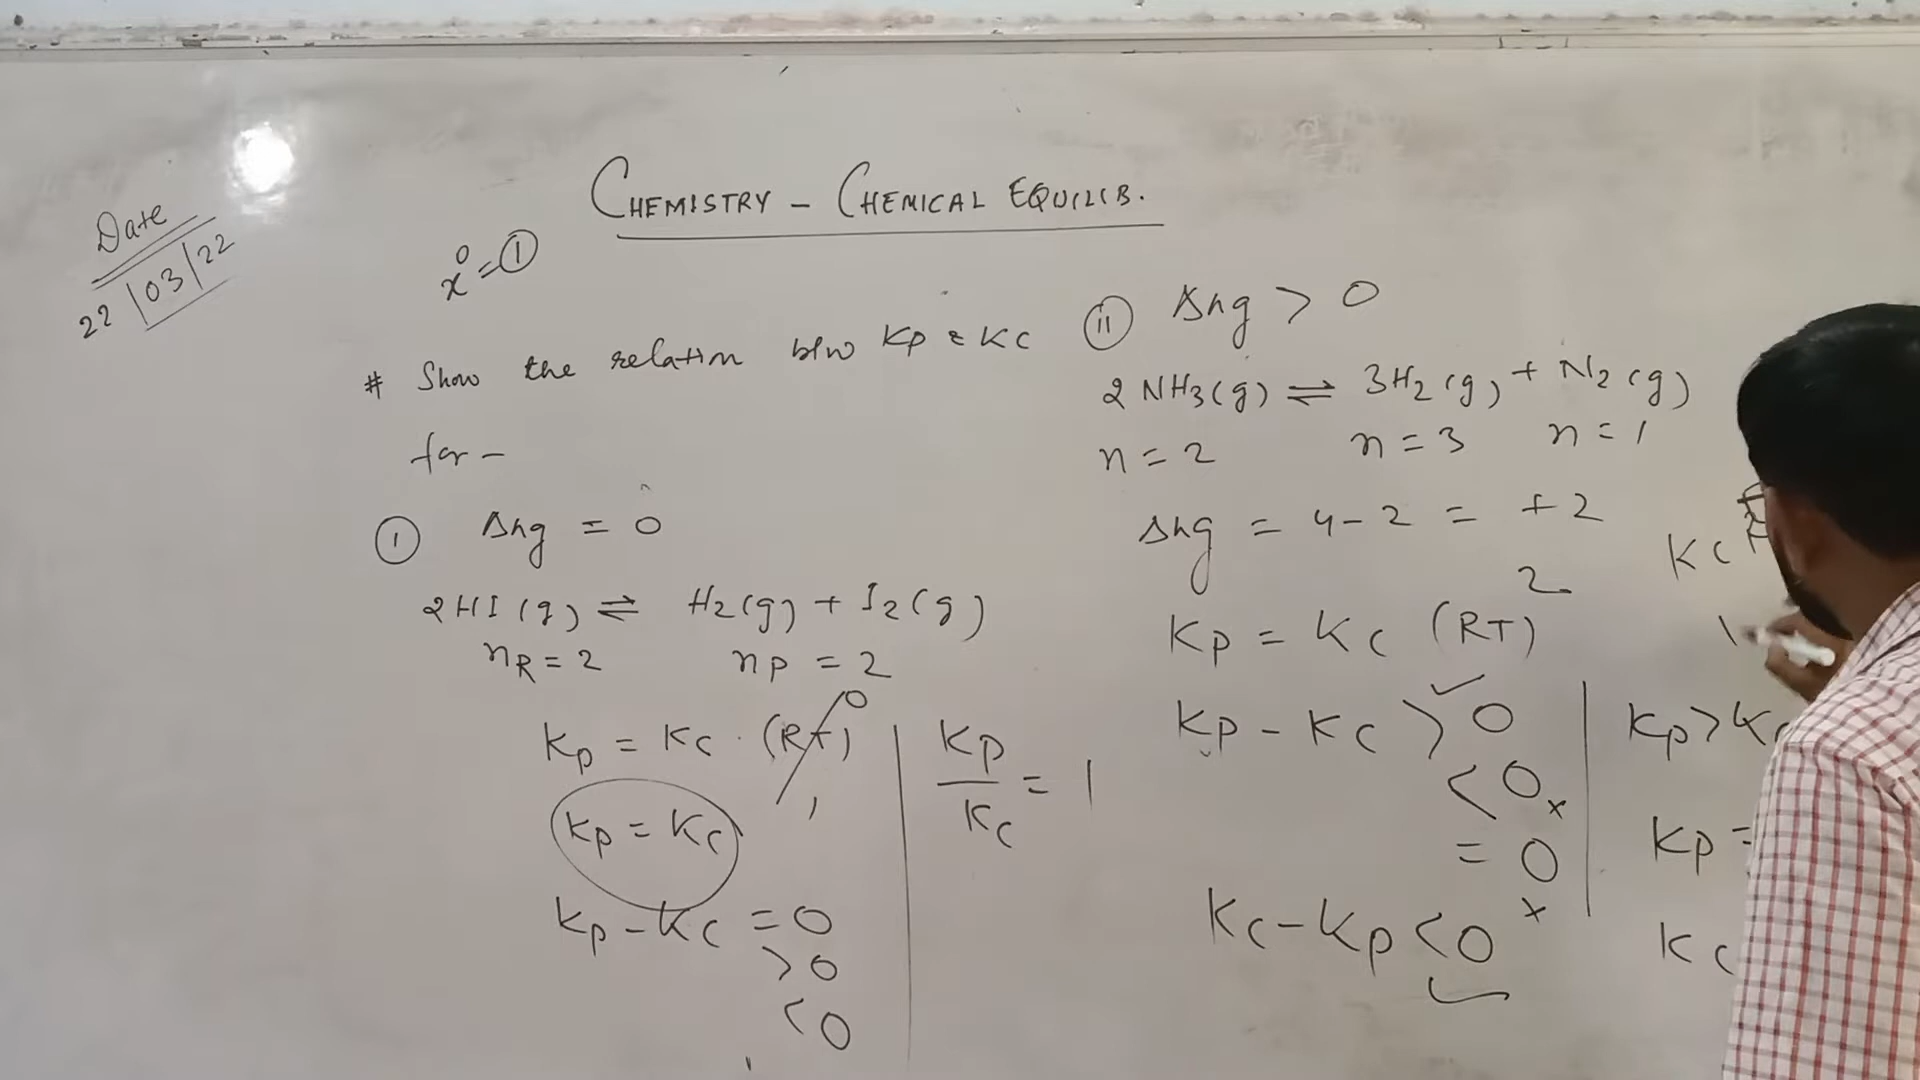 CHEMISTRY - CHEMICAL EQUILIB.
Date
22/03/22
x⁰ = 1
# Show the relation b/w Kp & Kc
for -
(i) Δng = 0
2HI(g) ⇌ H2(g) + I2(g)
nR = 2 np = 2
Kp = Kc . (RT)⁰
1
Kp = Kc
Kp - Kc = 0
> 0
< 0
Kp/Kc = 1
(ii) Δng > 0
2NH3(g) ⇌ 3H2(g) + N2(g)
n = 2 n = 3 n = 1
Δng = 4 - 2 = +2
Kp = Kc (RT)²
Kp - Kc > 0 ✓
< 0 x
= 0 x
Kc - Kp < 0
Kc
Kp > Kc
Kp =
Kc